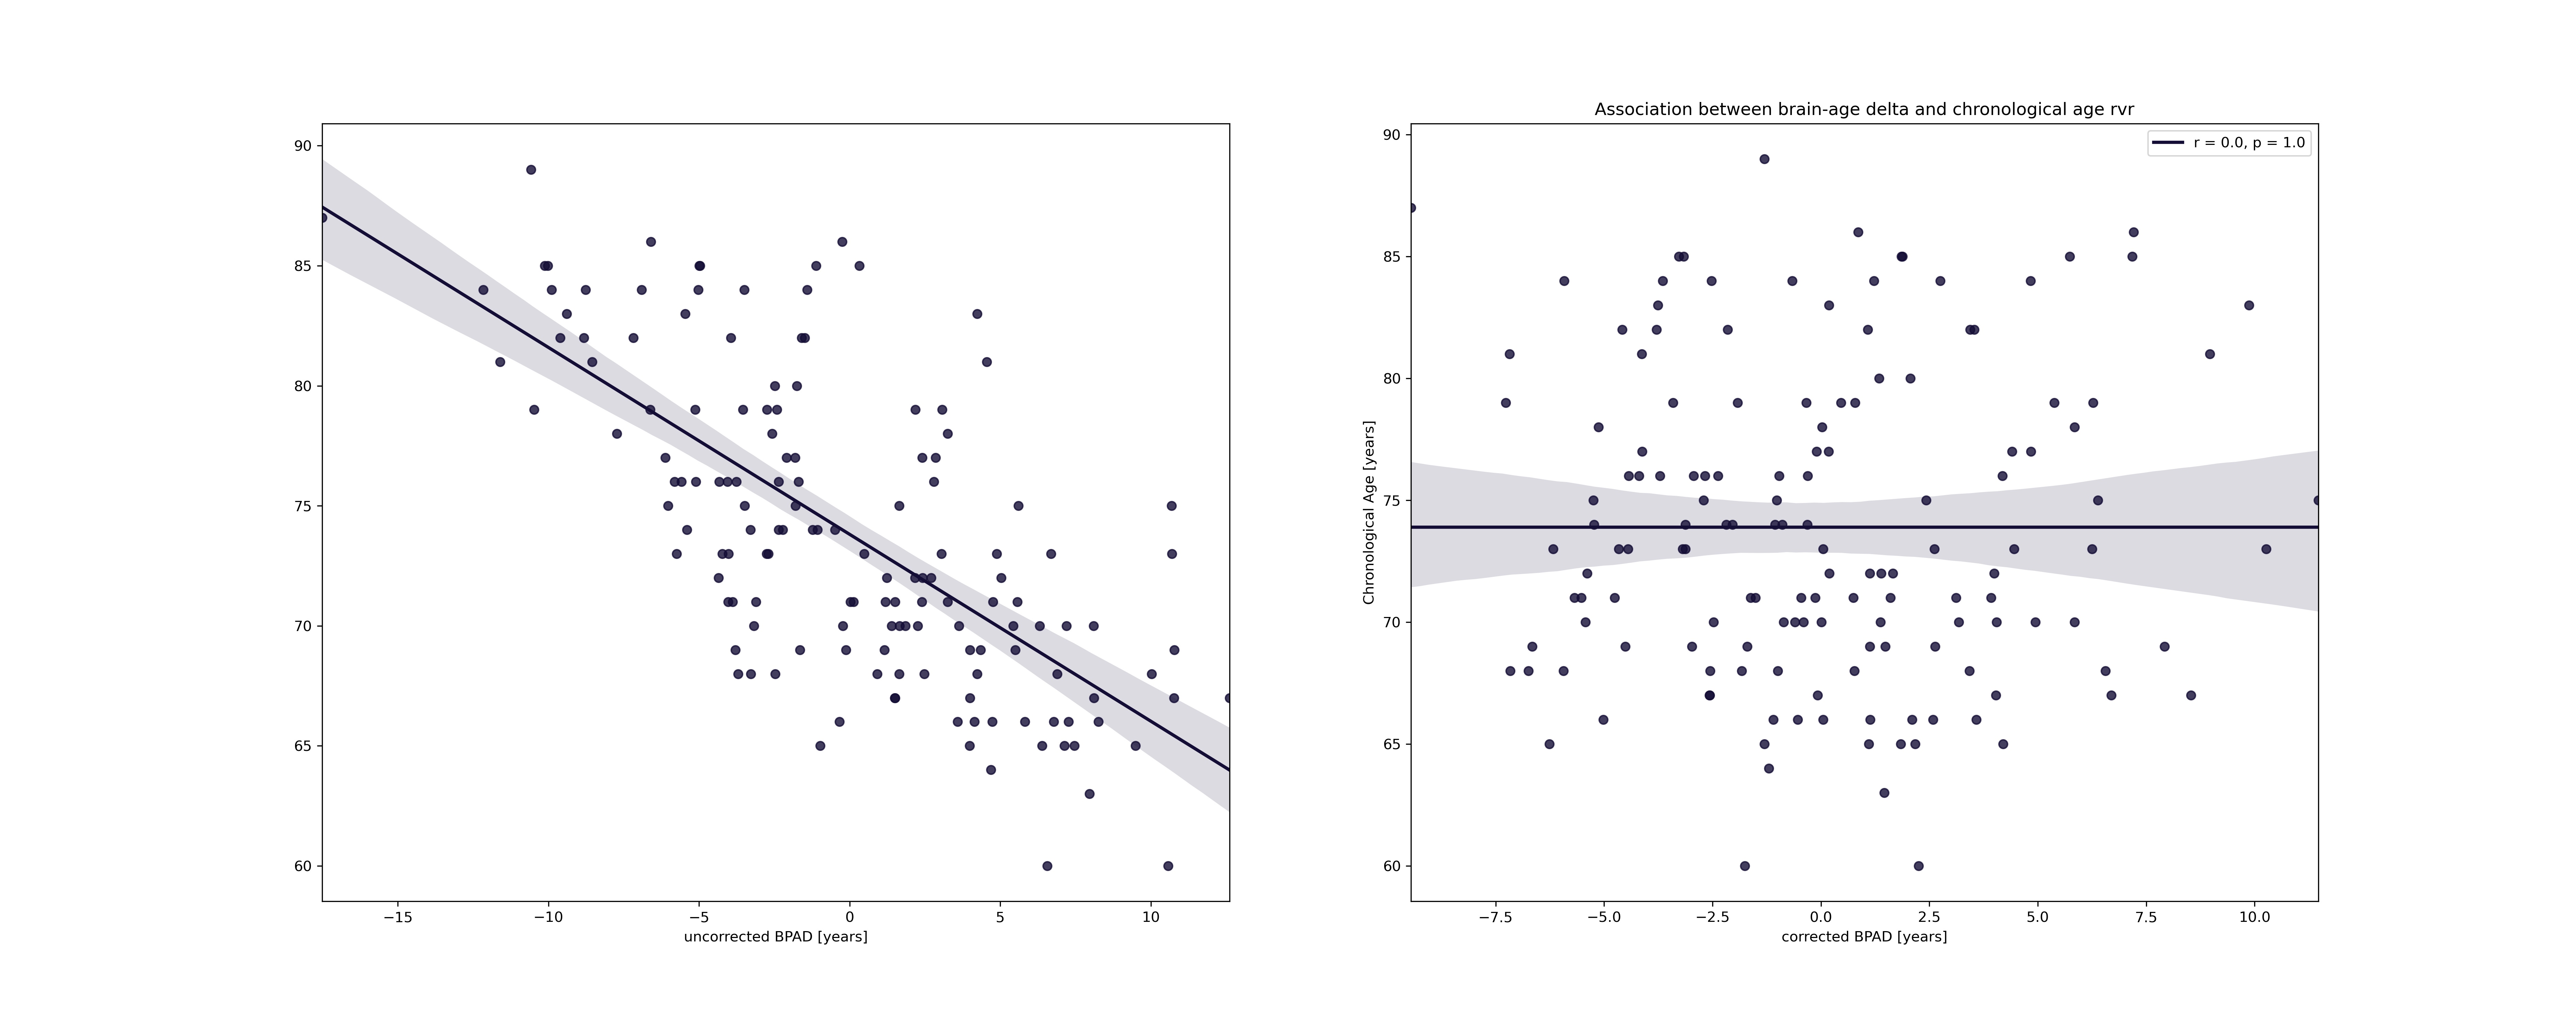 90
85
80
75
70
65
60
−15 −10 −5 0 5 10
uncorrected BPAD [years]
Association between brain-age delta and chronological age rvr
r = 0.0, p = 1.0
Chronological Age [years]
90
85
80
75
70
65
60
−7.5 −5.0 −2.5 0.0 2.5 5.0 7.5 10.0
corrected BPAD [years]